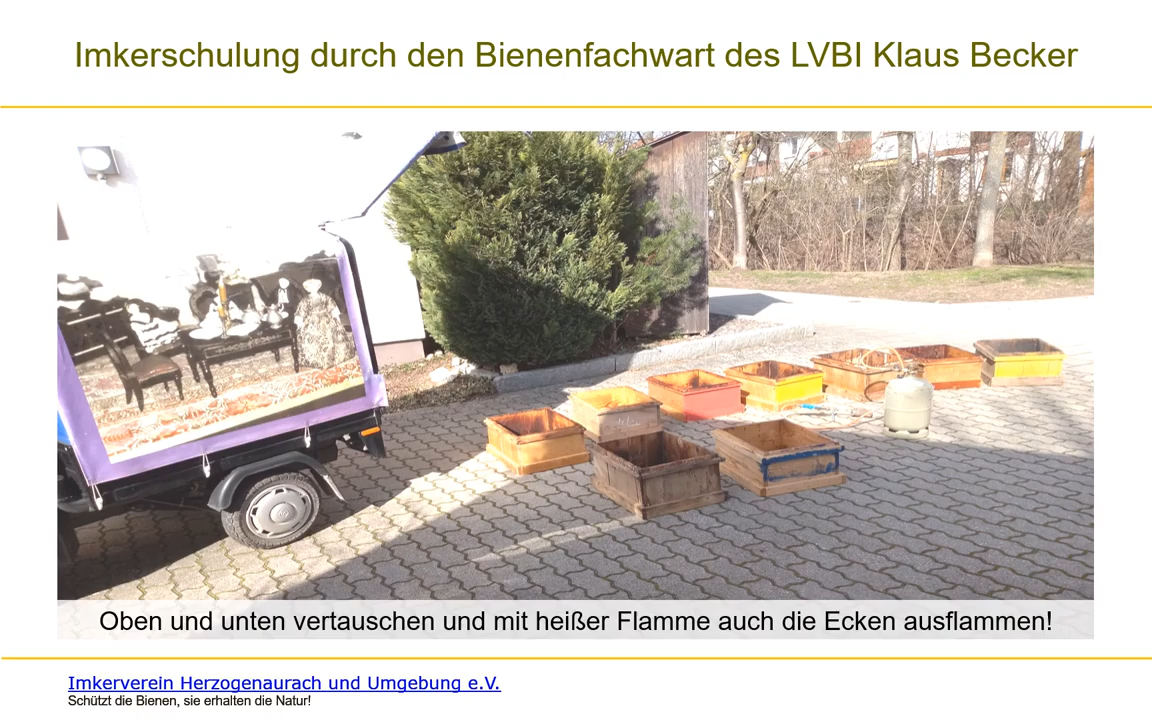 Imkerschulung durch den Bienenfachwart des LVBI Klaus Becker
Oben und unten vertauschen und mit heißer Flamme auch die Ecken ausflammen!
Imkerverein Herzogenaurach und Umgebung e.V.
Schützt die Bienen, sie erhalten die Natur!